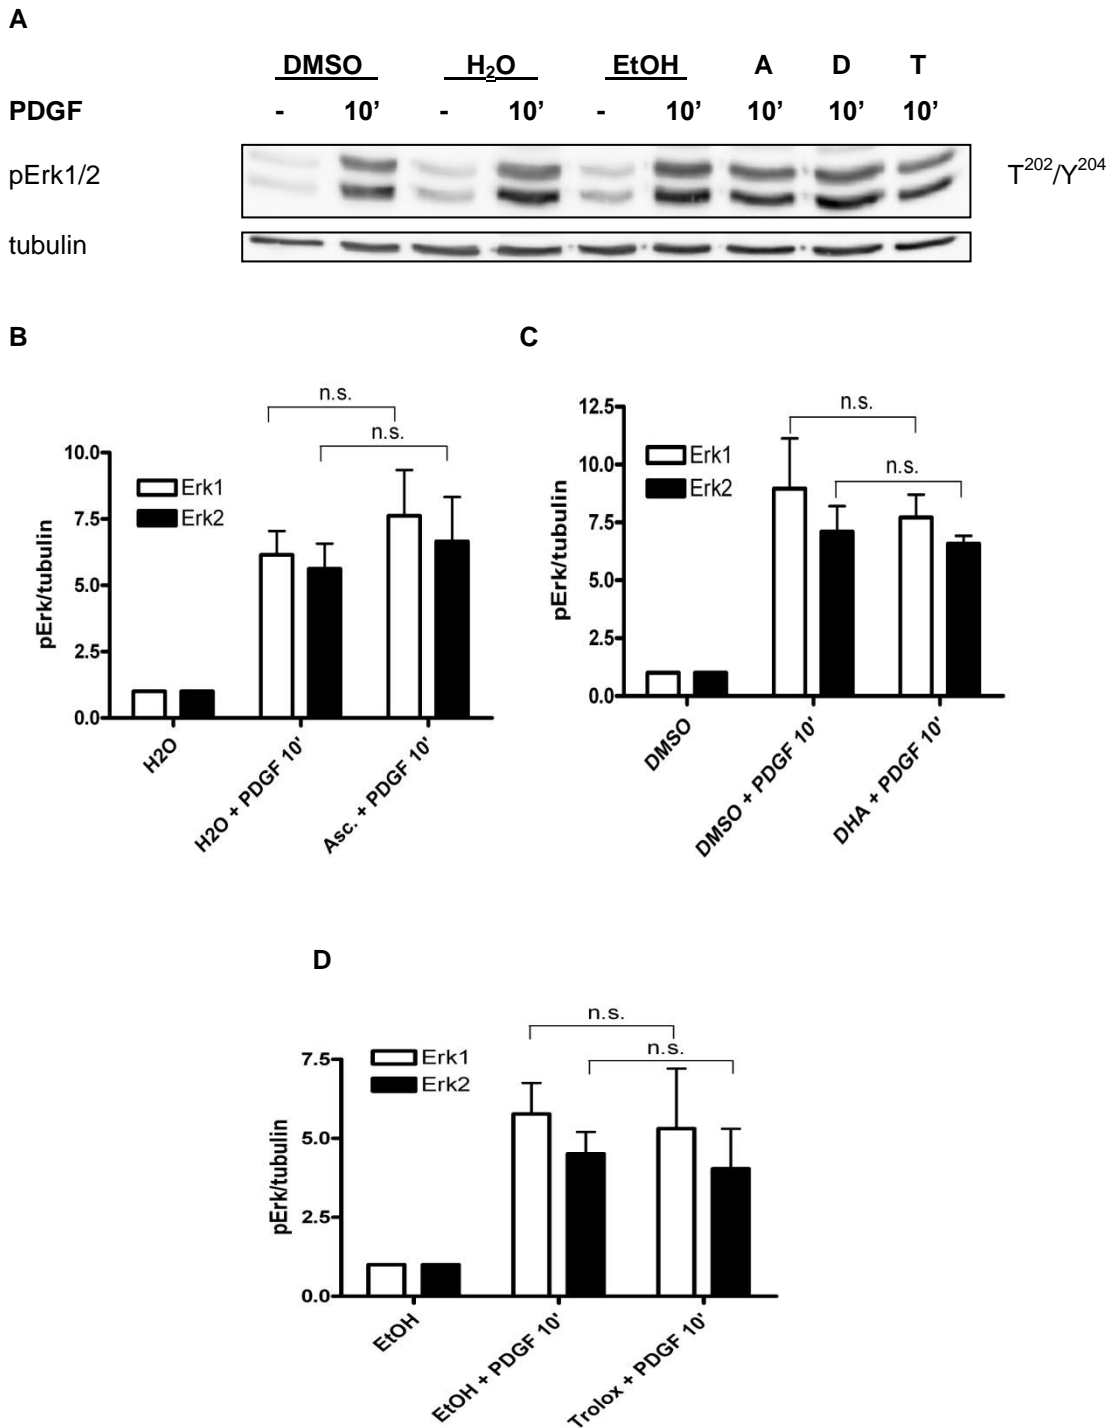 A
DMSO H₂O EtOH A D T
PDGF - 10’ - 10’ - 10’ 10’ 10’ 10’
pErk1/2 T²⁰²/Y²⁰⁴
tubulin
B
n.s.
n.s.
10.0
7.5
5.0
2.5
0.0
pErk/tubulin
Erk1
Erk2
H2O
H2O + PDGF 10'
Asc. + PDGF 10'
C
n.s.
n.s.
12.5
10.0
7.5
5.0
2.5
0.0
pErk/tubulin
Erk1
Erk2
DMSO
DMSO + PDGF 10'
DHA + PDGF 10'
D
n.s.
n.s.
7.5
5.0
2.5
0.0
pErk/tubulin
Erk1
Erk2
EtOH
EtOH + PDGF 10'
Trolox + PDGF 10'